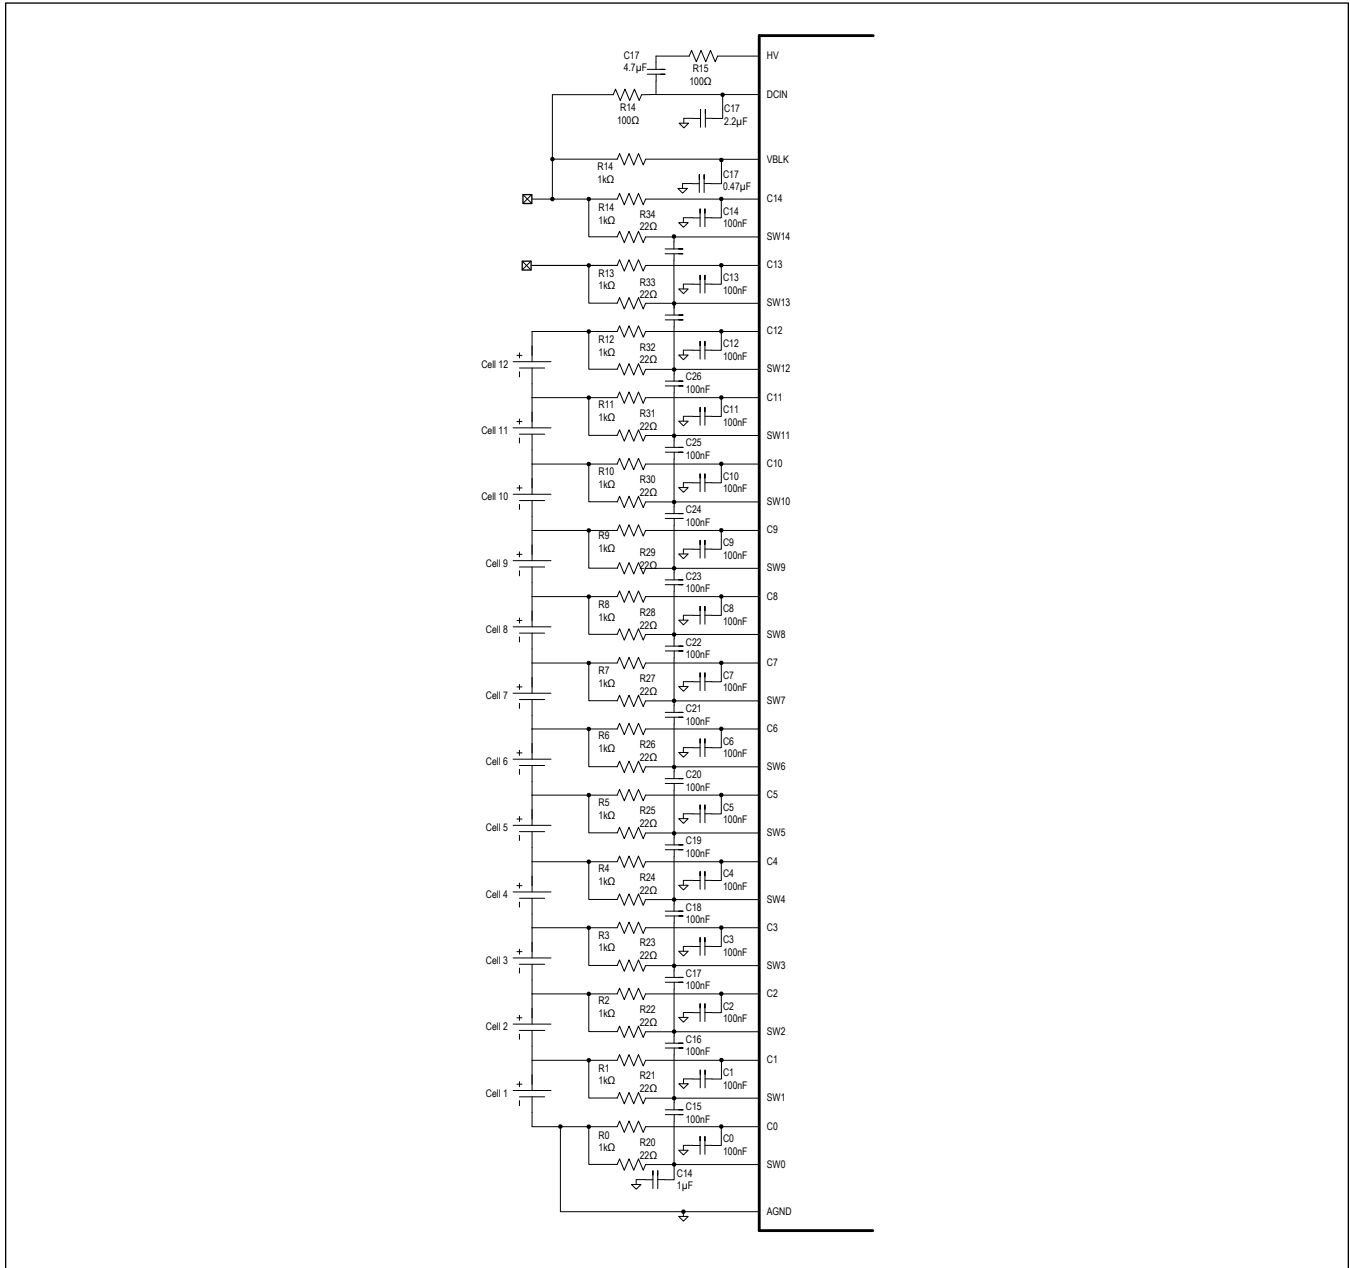 C17
4.7µF
R15
100Ω
HV
R14
100Ω
C17
2.2µF
DCIN
R14
1kΩ
C17
0.47µF
VBLK
R14
1kΩ
R34
22Ω
C14
100nF
C14
SW14
R13
1kΩ
R33
22Ω
C13
100nF
C13
SW13
R12
1kΩ
R32
22Ω
C12
100nF
C12
SW12
Cell 12
+
C26
100nF
R11
1kΩ
R31
22Ω
C11
100nF
C11
SW11
Cell 11
+
C25
100nF
R10
1kΩ
R30
22Ω
C10
100nF
C10
SW10
Cell 10
+
C24
100nF
R9
1kΩ
R29
22Ω
C9
100nF
C9
SW9
Cell 9
+
C23
100nF
R8
1kΩ
R28
22Ω
C8
100nF
C8
SW8
Cell 8
+
C22
100nF
R7
1kΩ
R27
22Ω
C7
100nF
C7
SW7
Cell 7
+
C21
100nF
R6
1kΩ
R26
22Ω
C6
100nF
C6
SW6
Cell 6
+
C20
100nF
R5
1kΩ
R25
22Ω
C5
100nF
C5
SW5
Cell 5
+
C19
100nF
R4
1kΩ
R24
22Ω
C4
100nF
C4
SW4
Cell 4
+
C18
100nF
R3
1kΩ
R23
22Ω
C3
100nF
C3
SW3
Cell 3
+
C17
100nF
R2
1kΩ
R22
22Ω
C2
100nF
C2
SW2
Cell 2
+
C16
100nF
R1
1kΩ
R21
22Ω
C1
100nF
C1
SW1
Cell 1
+
C15
100nF
R0
1kΩ
R20
22Ω
C0
100nF
C0
SW0
C14
1µF
AGND